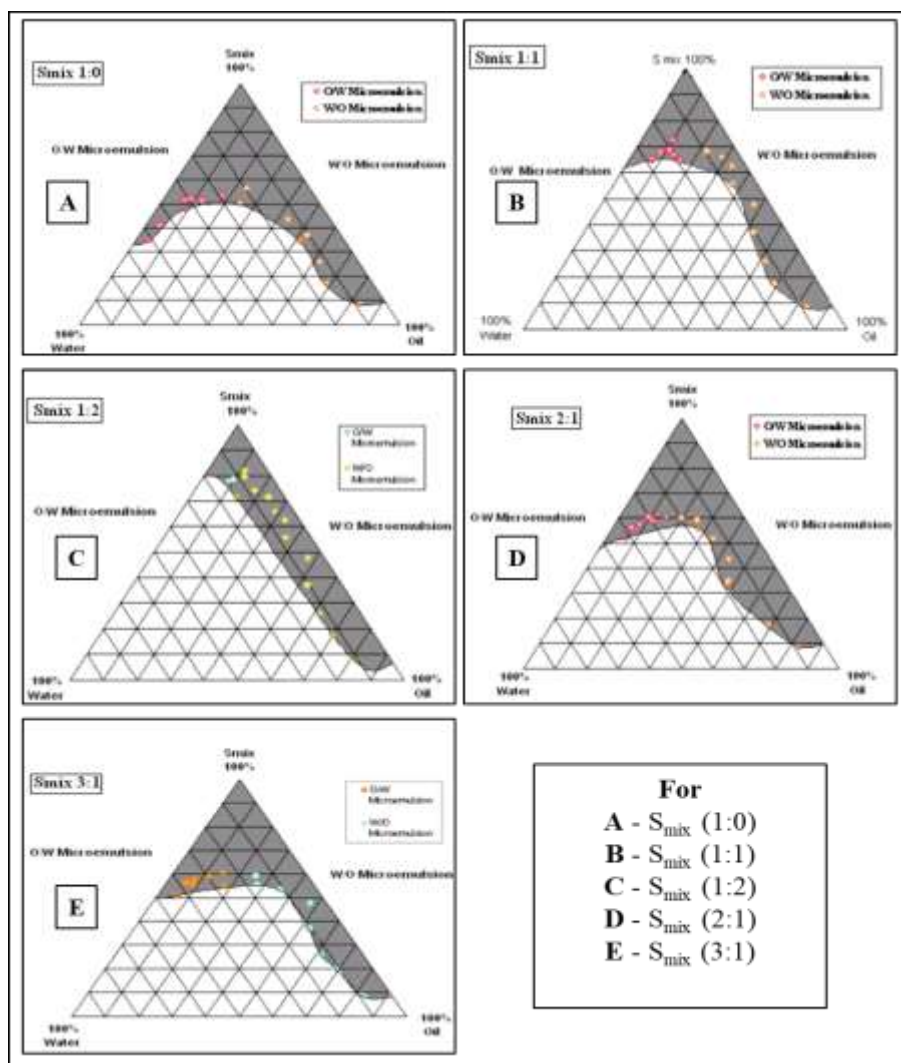 Smix 1:0
Smix
100%
O/W Microemulsion
W/O Microemulsion
O/W Microemulsion
W/O Microemulsion
A
100%
Water
100%
Oil
Smix 1:1
S mix 100%
O/W Microemulsion
W/O Microemulsion
O/W Microemulsion
W/O Microemulsion
B
100%
Water
100%
Oil
Smix 1:2
Smix
100%
O/W
Microemulsion
W/O
Microemulsion
O/W Microemulsion
W/O Microemulsion
C
100%
Water
100%
Oil
Smix 2:1
Smix
100%
O/W Microemulsion
W/O Microemulsion
O/W Microemulsion
W/O Microemulsion
D
100%
Water
100%
Oil
Smix 3:1
Smix
100%
O/W
Microemulsion
W/O
Microemulsion
O/W Microemulsion
W/O Microemulsion
E
100%
Water
100%
Oil
For
A - Smix (1:0)
B - Smix (1:1)
C - Smix (1:2)
D - Smix (2:1)
E - Smix (3:1)